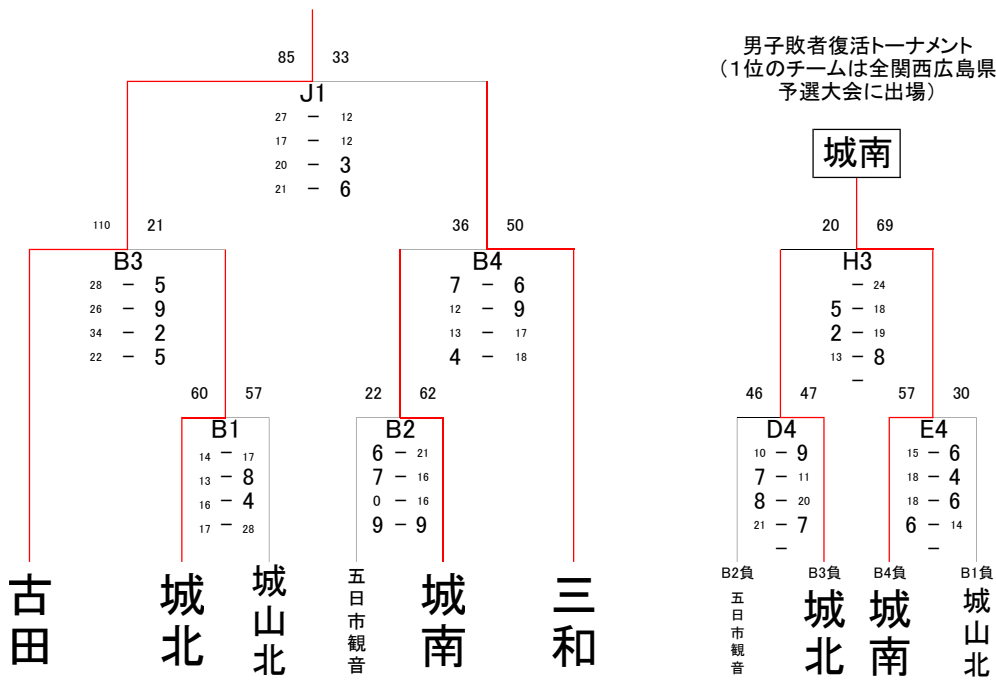 85 33
J1
27 － 12
17 － 12
20 － 3
21 － 6
110 21
B3
28 － 5
26 － 9
34 － 2
22 － 5
36 50
B4
7 － 6
12 － 9
13 － 17
4 － 18
60 57
B1
14 － 17
13 － 8
16 － 4
17 － 28
22 62
B2
6 － 21
7 － 16
0 － 16
9 － 9
古田
城北
城山北
五日市観音
城南
三和
男子敗者復活トーナメント
（１位のチームは全関西広島県
予選大会に出場）
城南
20 69
H3
－ 24
5 － 18
2 － 19
13 － 8
－
46 47
D4
10 － 9
7 － 11
8 － 20
21 － 7
－
57 30
E4
15 － 6
18 － 4
18 － 6
6 － 14
－
B2負
五日市観音
B3負
城北
B4負
城南
B1負
城山北